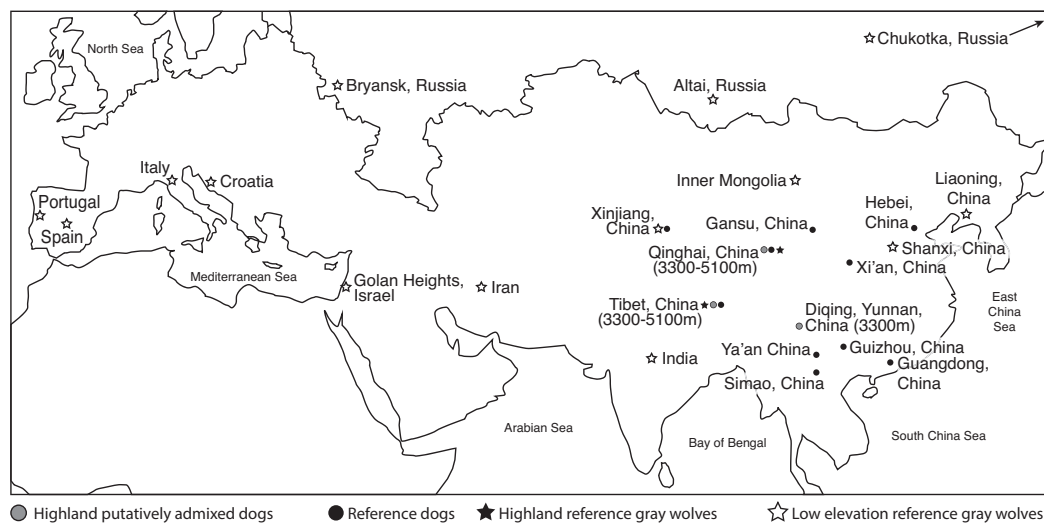 North Sea
Chukotka, Russia
Bryansk, Russia
Altai, Russia
Italy
Croatia
Inner Mongolia
Liaoning,
China
Portugal
Spain
Xinjiang,
China
Gansu, China
Hebei,
China
Qinghai, China
(3300-5100m)
Shanxi, China
Xi'an, China
Mediterranean Sea
Golan Heights,
Israel
Iran
Tibet, China
(3300-5100m)
Diqing, Yunnan,
China (3300m)
East
China
Sea
India
Ya'an China
Guizhou, China
Guangdong,
China
Simao, China
Arabian Sea
Bay of Bengal
South China Sea
Highland putatively admixed dogs
Reference dogs
Highland reference gray wolves
Low elevation reference gray wolves